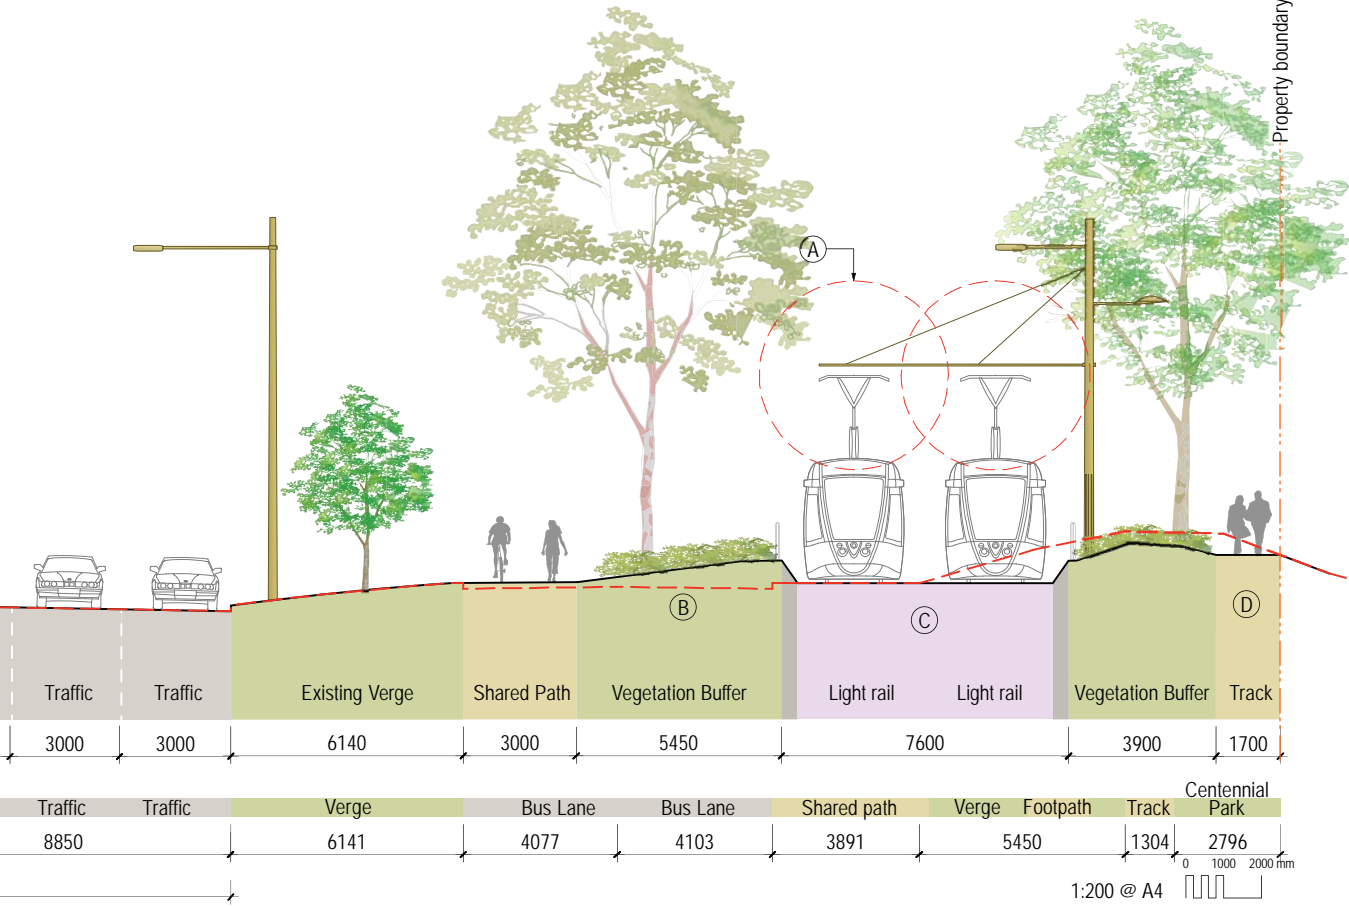 Property boundary
A
B
C
D
Traffic
Traffic
Existing Verge
Shared Path
Vegetation Buffer
Light rail
Light rail
Vegetation Buffer
Track
3000
3000
6140
3000
5450
7600
3900
1700
Traffic
Traffic
Verge
Bus Lane
Bus Lane
Shared path
Verge
Footpath
Track
Centennial
Park
8850
6141
4077
4103
3891
5450
1304
2796
0 1000 2000 mm
1:200 @ A4